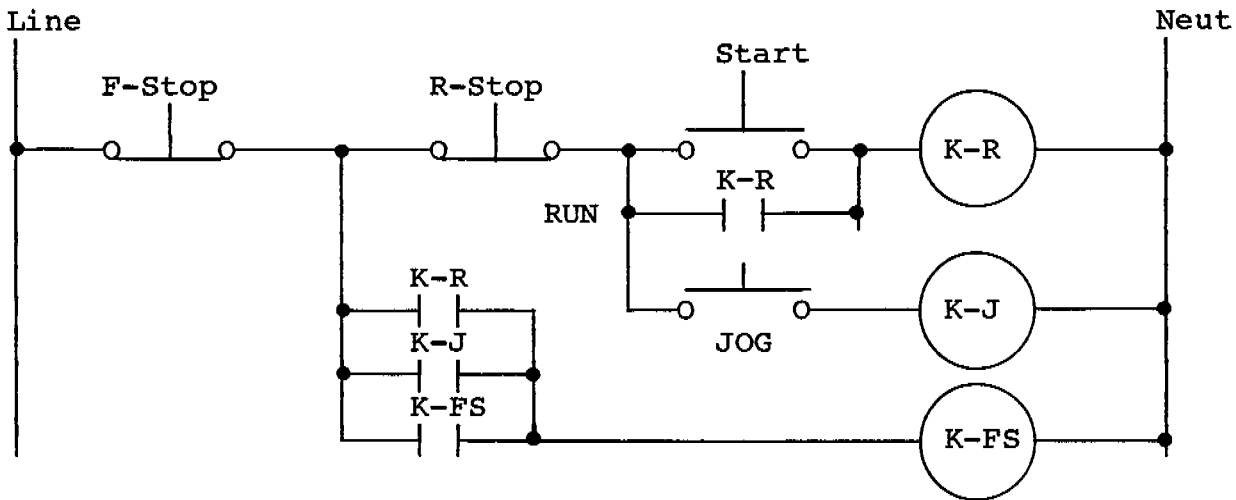 Line
Neut
Start
F-Stop
R-Stop
K-R
K-R
RUN
K-R
K-J
K-J
JOG
K-FS
K-FS